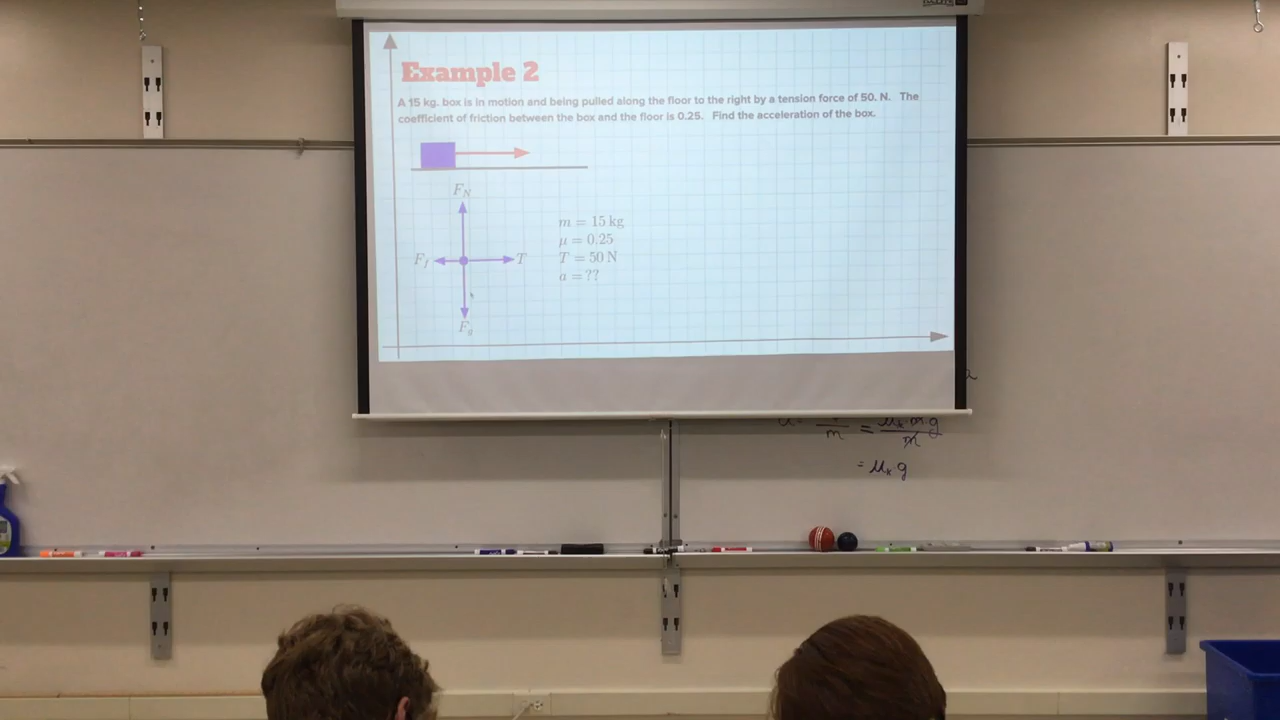 Example 2
A 15 kg. box is in motion and being pulled along the floor to the right by a tension force of 50. N. The
coefficient of friction between the box and the floor is 0.25. Find the acceleration of the box.
F_N
F_f
T
F_g
m = 15 kg
μ = 0.25
T = 50 N
a = ??
m = μₖ·m·g
m
= μₖ g